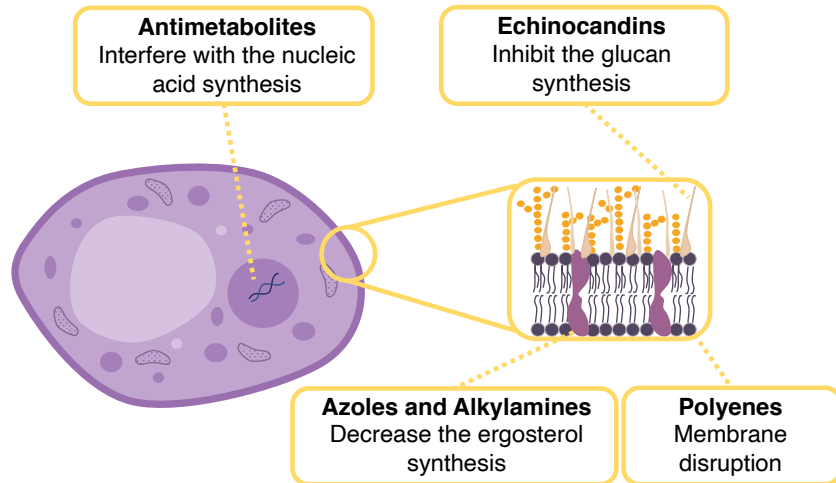 Antimetabolites
Interfere with the nucleic
acid synthesis
Echinocandins
Inhibit the glucan
synthesis
Azoles and Alkylamines
Decrease the ergosterol
synthesis
Polyenes
Membrane
disruption